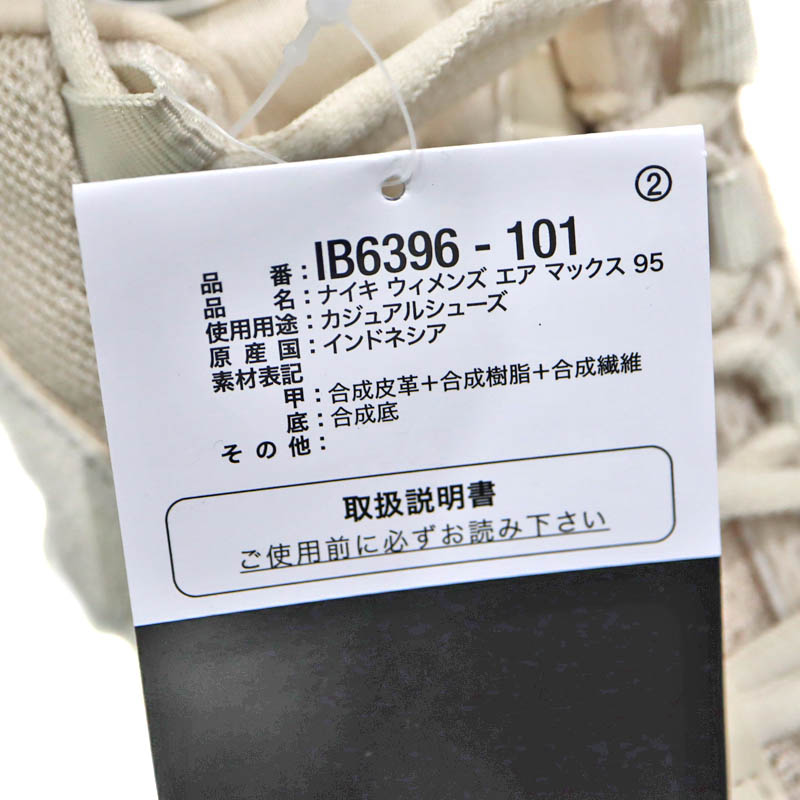 ②
品番：IB6396 - 101
品名：ナイキ ウィメンズ エア マックス 95
使用用途：カジュアルシューズ
原産国：インドネシア
素材表記
甲：合成皮革＋合成樹脂＋合成繊維
底：合成底
その他：
取扱説明書
ご使用前に必ずお読み下さい